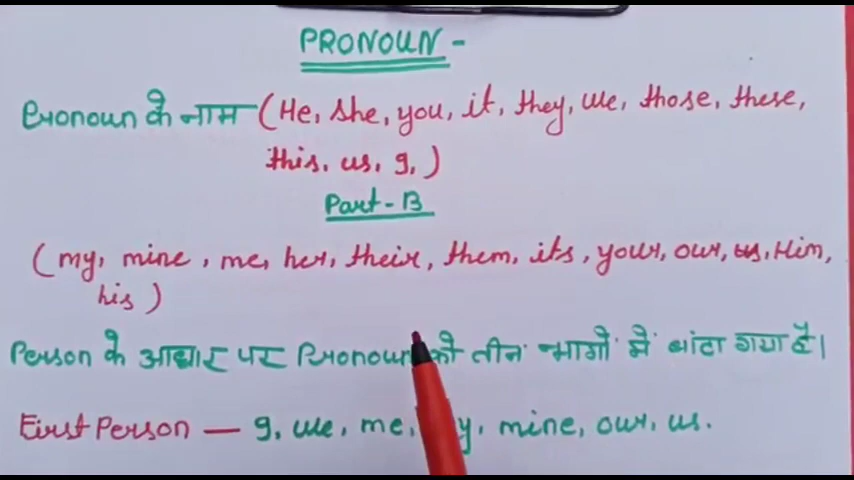 PRONOUN -
Pronoun के नाम (He, she, you, it, they, we, those, these,
this, us, I,)
Part-B
(my, mine, me, her, their, them, its, your, our, us, Him,
his)
Person के आधार पर Pronoun को तीन भागों में बांटा गया है।
First Person — I, we, me, mine, our, us.